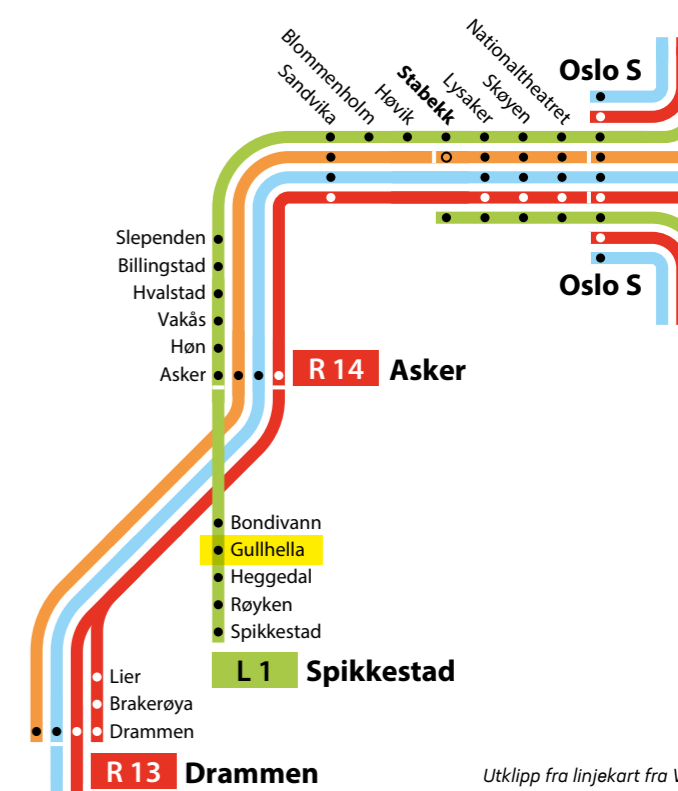 Sandvika
Blommenholm
Høvik
Stabekk
Lysaker
Skøyen
Nationaltheatret
Oslo S
Oslo S
Slependen
Billingstad
Hvalstad
Vakås
Høn
Asker
R 14 Asker
Bondivann
Gullhella
Heggedal
Røyken
Spikkestad
L 1 Spikkestad
Lier
Brakerøya
Drammen
R 13 Drammen
Utklipp fra linjekart fra V